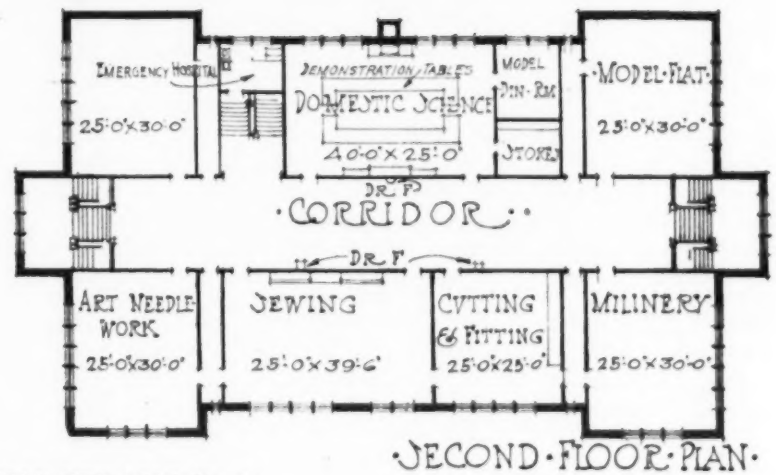 EMERGENCY HOSPITAL
25'-0"X30'-0"
DEMONSTRATION TABLES
DOMESTIC SCIENCE
40'-0"X25'-0"
MODEL
DIN-RM
STORES
·MODEL·FLAT·
25'-0"X30'-0"
DR F
·CORRIDOR··
DR F
ART NEEDLE-
WORK
25'-0"X30'-0"
SEWING
25'-0"X39'-6"
CUTTING
& FITTING
25'-0"X25'-0"
MILINERY
25'-0"X30'-0"
·SECOND·FLOOR·PLAN·